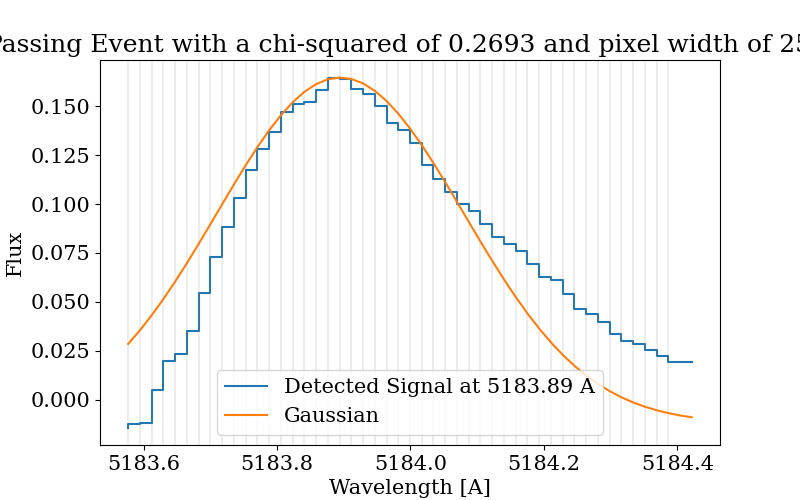 Passing Event with a chi-squared of 0.2693 and pixel width of 25
Flux
0.150
0.125
0.100
0.075
0.050
0.025
0.000
Detected Signal at 5183.89 A
Gaussian
5183.6 5183.8 5184.0 5184.2 5184.4
Wavelength [A]